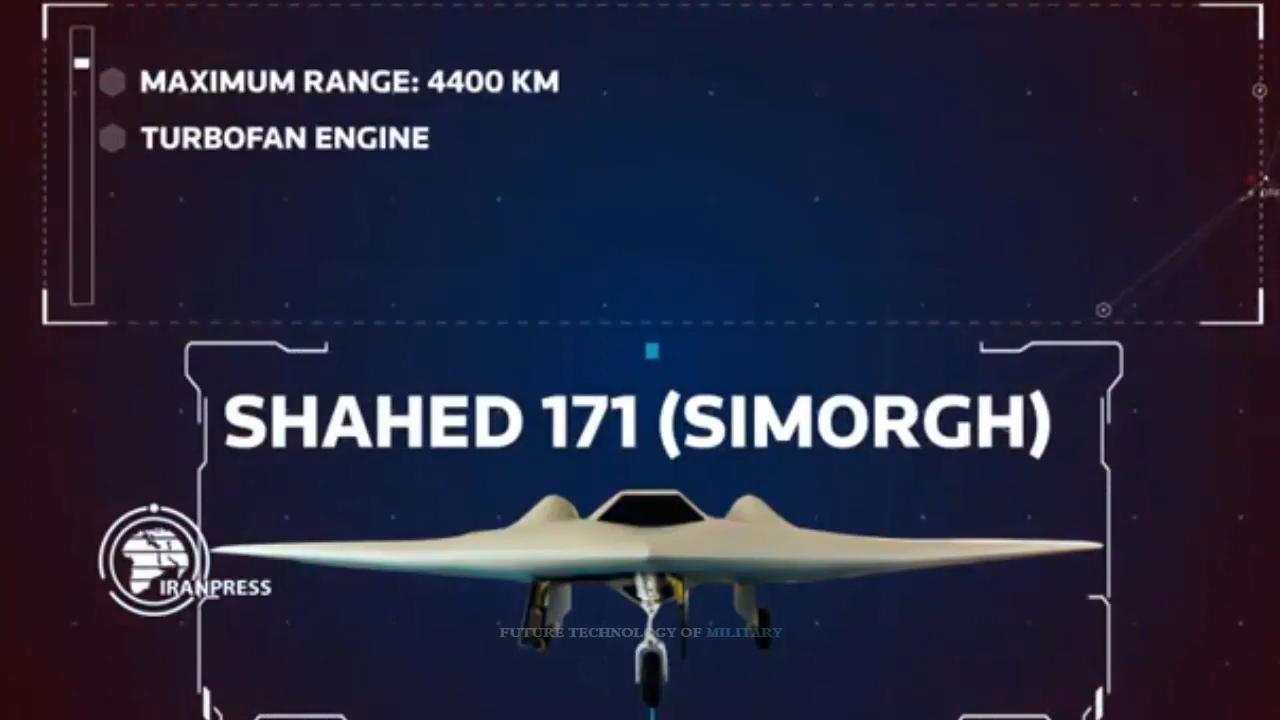 MAXIMUM RANGE: 4400 KM
TURBOFAN ENGINE
SHAHED 171 (SIMORGH)
IRANPRESS
FUTURE TECHNOLOGY OF MILITARY